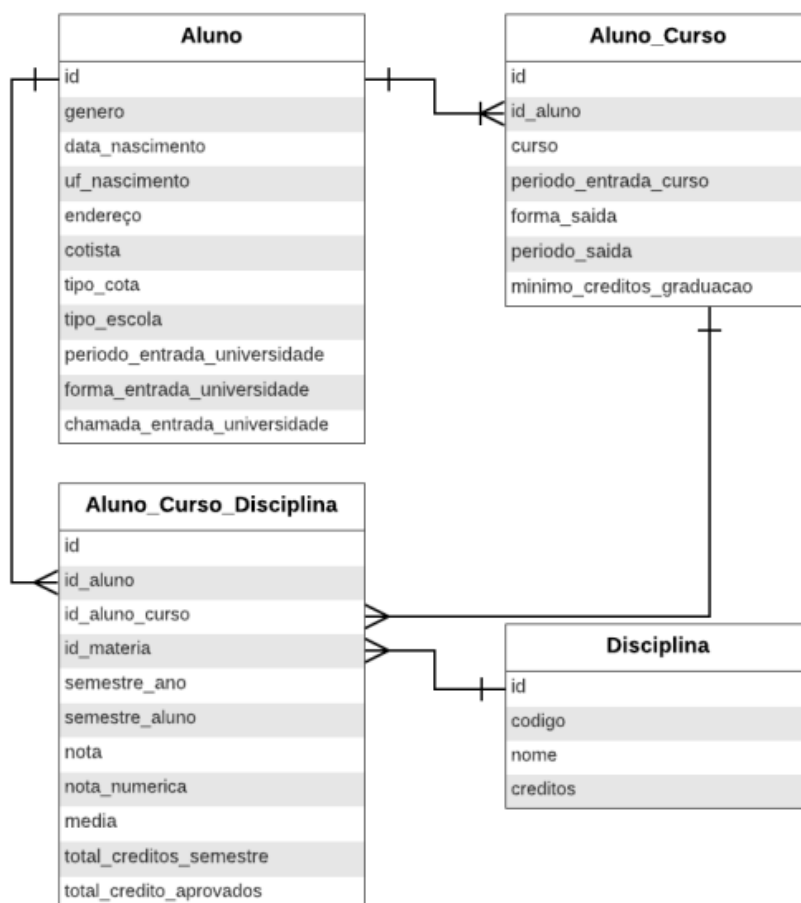 Aluno
id
genero
data_nascimento
uf_nascimento
endereço
cotista
tipo_cota
tipo_escola
periodo_entrada_universidade
forma_entrada_universidade
chamada_entrada_universidade
Aluno_Curso
id
id_aluno
curso
periodo_entrada_curso
forma_saida
periodo_saida
minimo_creditos_graduacao
Aluno_Curso_Disciplina
id
id_aluno
id_aluno_curso
id_materia
semestre_ano
semestre_aluno
nota
nota_numerica
media
total_creditos_semestre
total_credito_aprovados
Disciplina
id
codigo
nome
creditos